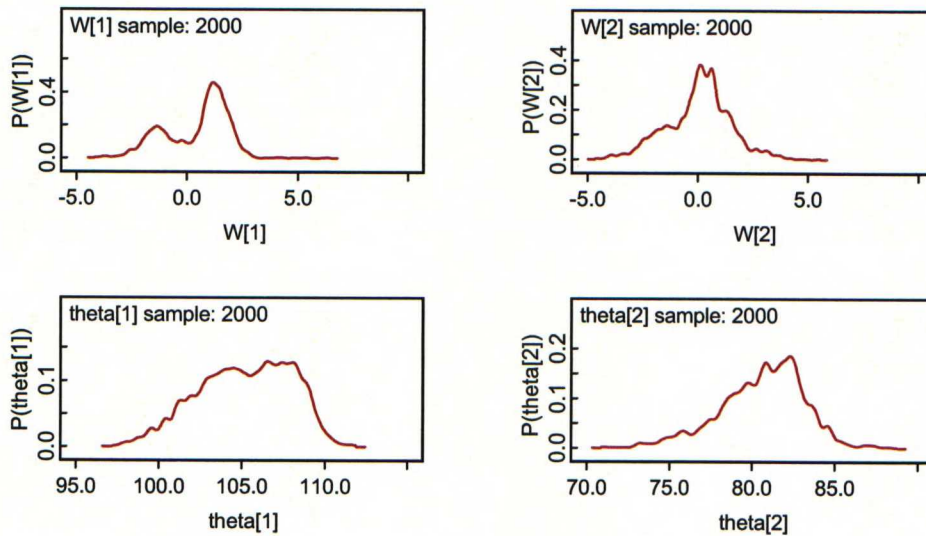 W[1] sample: 2000
P(W[1])
0.4
0.0
-5.0 0.0 5.0
W[1]
W[2] sample: 2000
P(W[2])
0.4
0.2
0.0
-5.0 0.0 5.0
W[2]
theta[1] sample: 2000
P(theta[1])
0.1
0.0
95.0 100.0 105.0 110.0
theta[1]
theta[2] sample: 2000
P(theta[2])
0.2
0.1
0.0
70.0 75.0 80.0 85.0
theta[2]